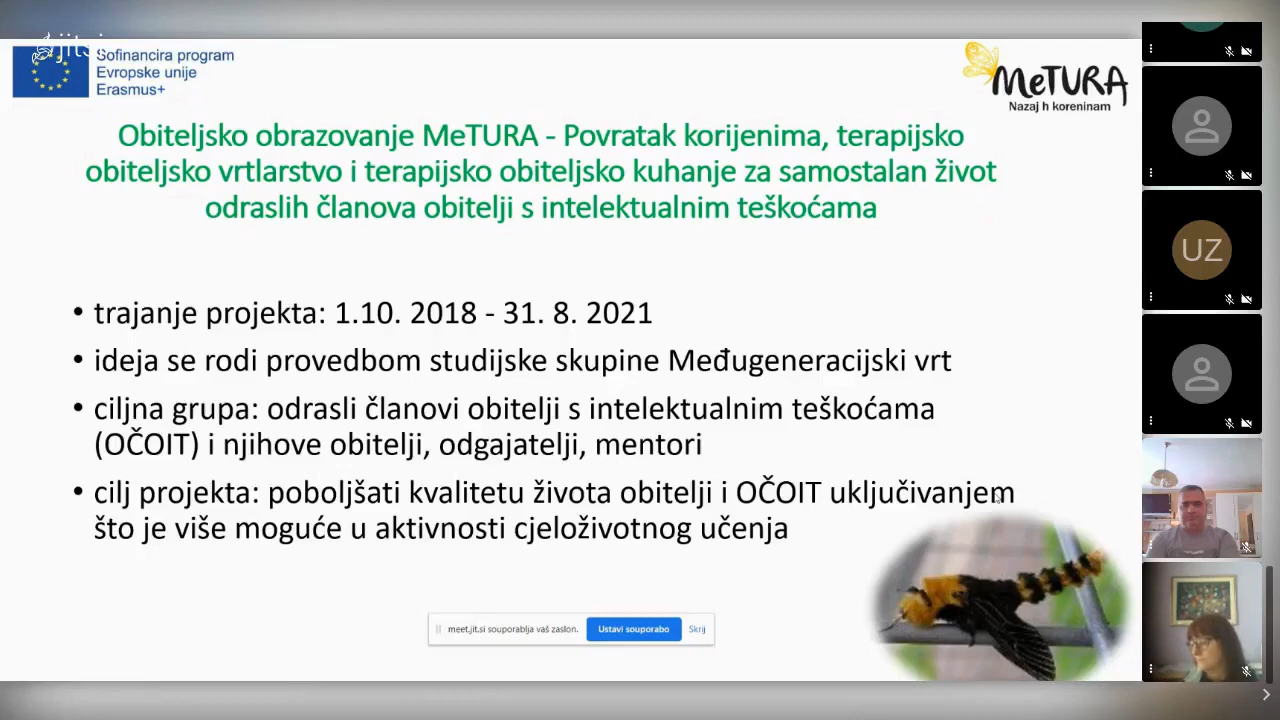 jitsi
Sofinancira program
Evropske unije
Erasmus+
MeTURA
Nazaj h koreninam
Obiteljsko obrazovanje MeTURA - Povratak korijenima, terapijsko
obiteljsko vrtlarstvo i terapijsko obiteljsko kuhanje za samostalan život
odraslih članova obitelji s intelektualnim teškoćama
• trajanje projekta: 1.10. 2018 - 31. 8. 2021
• ideja se rodi provedbom studijske skupine Međugeneracijski vrt
• ciljna grupa: odrasli članovi obitelji s intelektualnim teškoćama
(OČOIT) i njihove obitelji, odgajatelji, mentori
• cilj projekta: poboljšati kvalitetu života obitelji i OČOIT uključivanjem
što je više moguće u aktivnosti cjeloživotnog učenja
meet.jit.si souporablja vaš zaslon.
Ustavi souporabo
Skrij
UZ